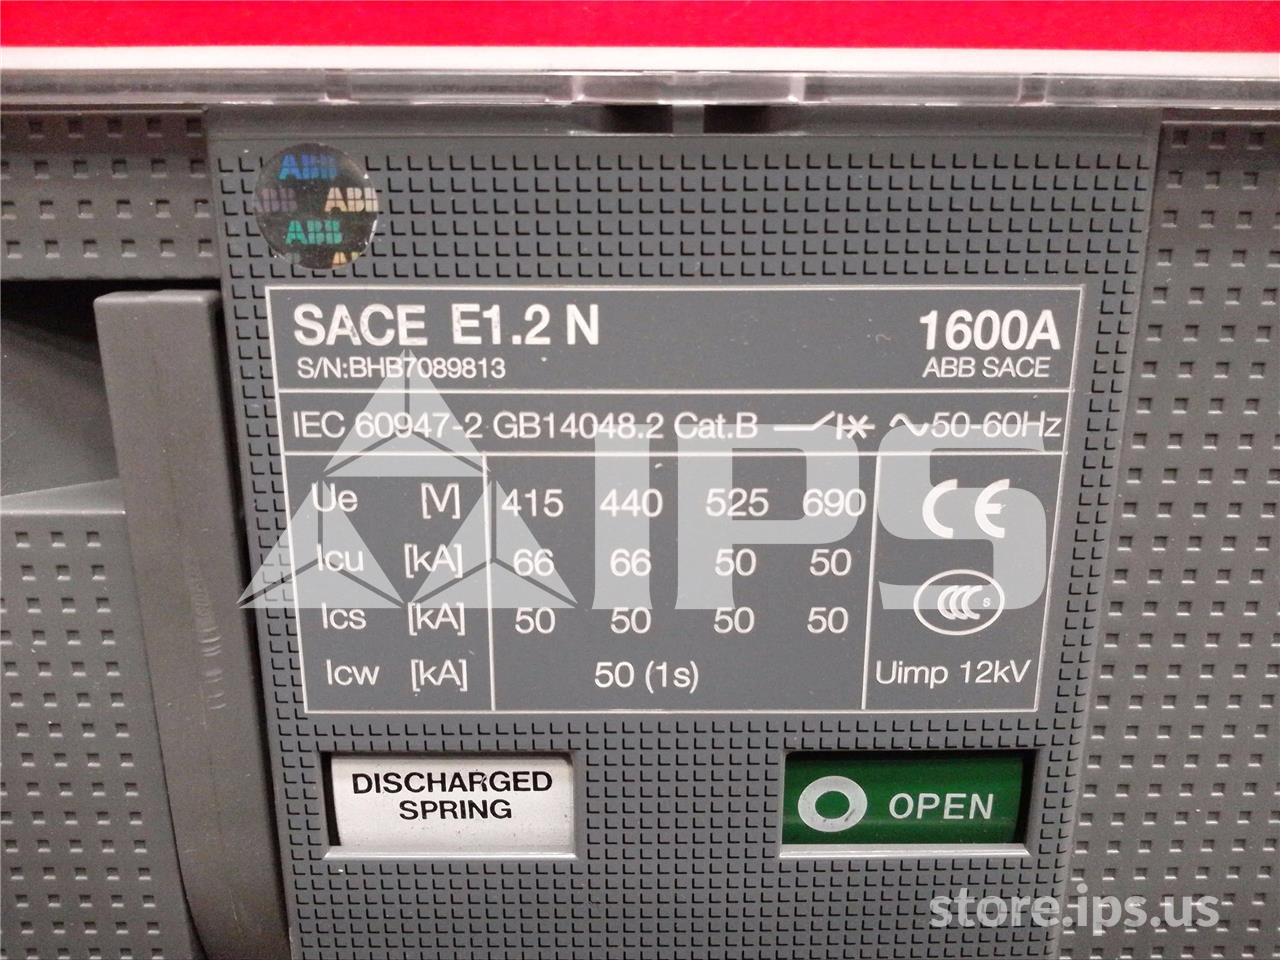 ABB
BB ABB
ABB
SACE E1.2 N 1600A
S/N:BHB7089813 ABB SACE
IEC 60947-2 GB14048.2 Cat.B ~50-60Hz
Ue [V] 415 440 525 690
Icu [kA] 66 66 50 50
Ics [kA] 50 50 50 50
Icw [kA] 50 (1s)
CE
CCC S
Uimp 12kV
IPS
DISCHARGED
SPRING
OPEN
store.ips.us